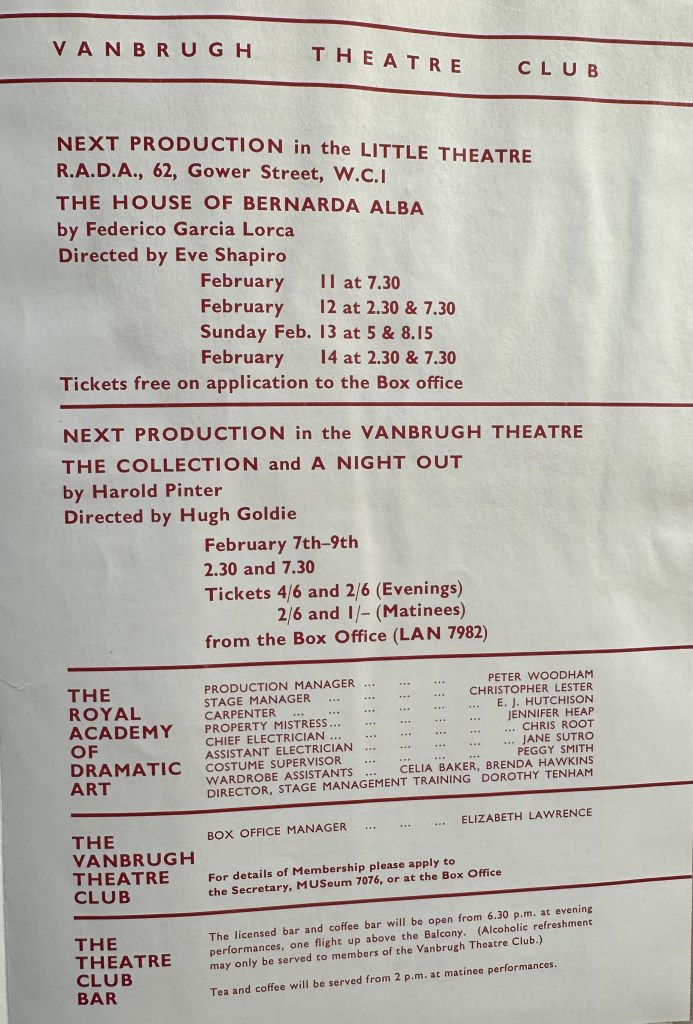 VANBRUGH THEATRE CLUB
NEXT PRODUCTION in the LITTLE THEATRE
R.A.D.A., 62, Gower Street, W.C.I
THE HOUSE OF BERNARDA ALBA
by Federico Garcia Lorca
Directed by Eve Shapiro
February 11 at 7.30
February 12 at 2.30 & 7.30
Sunday Feb. 13 at 5 & 8.15
February 14 at 2.30 & 7.30
Tickets free on application to the Box office
NEXT PRODUCTION in the VANBRUGH THEATRE
THE COLLECTION and A NIGHT OUT
by Harold Pinter
Directed by Hugh Goldie
February 7th–9th
2.30 and 7.30
Tickets 4/6 and 2/6 (Evenings)
2/6 and 1/– (Matinees)
from the Box Office (LAN 7982)
THE
ROYAL
ACADEMY
OF
DRAMATIC
ART
PRODUCTION MANAGER ... ... ... PETER WOODHAM
STAGE MANAGER ... ... ... CHRISTOPHER LESTER
CARPENTER ... ... ... ... ... E. J. HUTCHISON
PROPERTY MISTRESS ... ... ... ... JENNIFER HEAP
CHIEF ELECTRICIAN ... ... ... ... ... CHRIS ROOT
ASSISTANT ELECTRICIAN ... ... ... ... JANE SUTRO
COSTUME SUPERVISOR ... ... ... ... PEGGY SMITH
WARDROBE ASSISTANTS ... CELIA BAKER, BRENDA HAWKINS
DIRECTOR, STAGE MANAGEMENT TRAINING DOROTHY TENHAM
THE
VANBRUGH
THEATRE
CLUB
BOX OFFICE MANAGER ... ... ... ELIZABETH LAWRENCE
For details of Membership please apply to
the Secretary, MUSeum 7076, or at the Box Office
THE
THEATRE
CLUB
BAR
The licensed bar and coffee bar will be open from 6.30 p.m. at evening
performances, one flight up above the Balcony. (Alcoholic refreshment
may only be served to members of the Vanbrugh Theatre Club.)
Tea and coffee will be served from 2 p.m. at matinee performances.